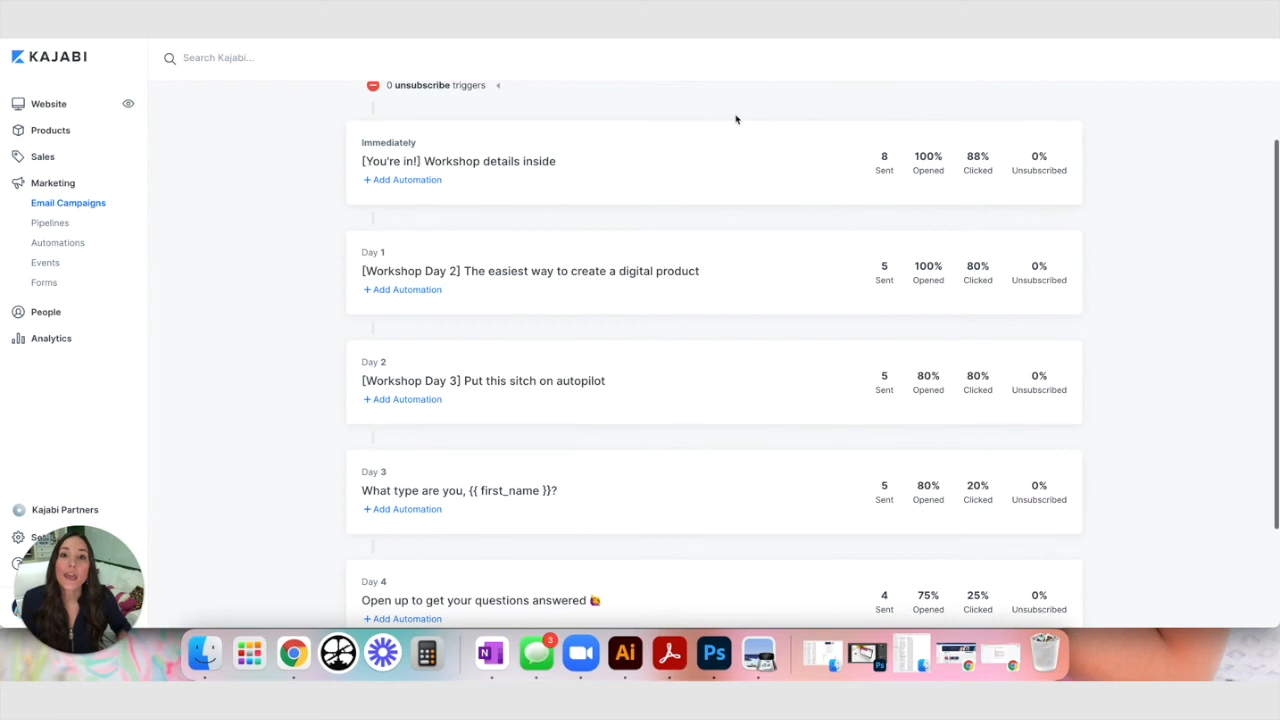 KAJABI
Search Kajabi...
Website
Products
Sales
Marketing
Email Campaigns
Pipelines
Automations
Events
Forms
People
Analytics
Kajabi Partners
0 unsubscribe triggers
Immediately
[You're in!] Workshop details inside
+ Add Automation
8 100% 88% 0%
Sent Opened Clicked Unsubscribed
Day 1
[Workshop Day 2] The easiest way to create a digital product
+ Add Automation
5 100% 80% 0%
Sent Opened Clicked Unsubscribed
Day 2
[Workshop Day 3] Put this sitch on autopilot
+ Add Automation
5 80% 80% 0%
Sent Opened Clicked Unsubscribed
Day 3
What type are you, {{ first_name }}?
+ Add Automation
5 80% 20% 0%
Sent Opened Clicked Unsubscribed
Day 4
Open up to get your questions answered 🙋
+ Add Automation
4 75% 25% 0%
Sent Opened Clicked Unsubscribed
N 3 Ai Ps